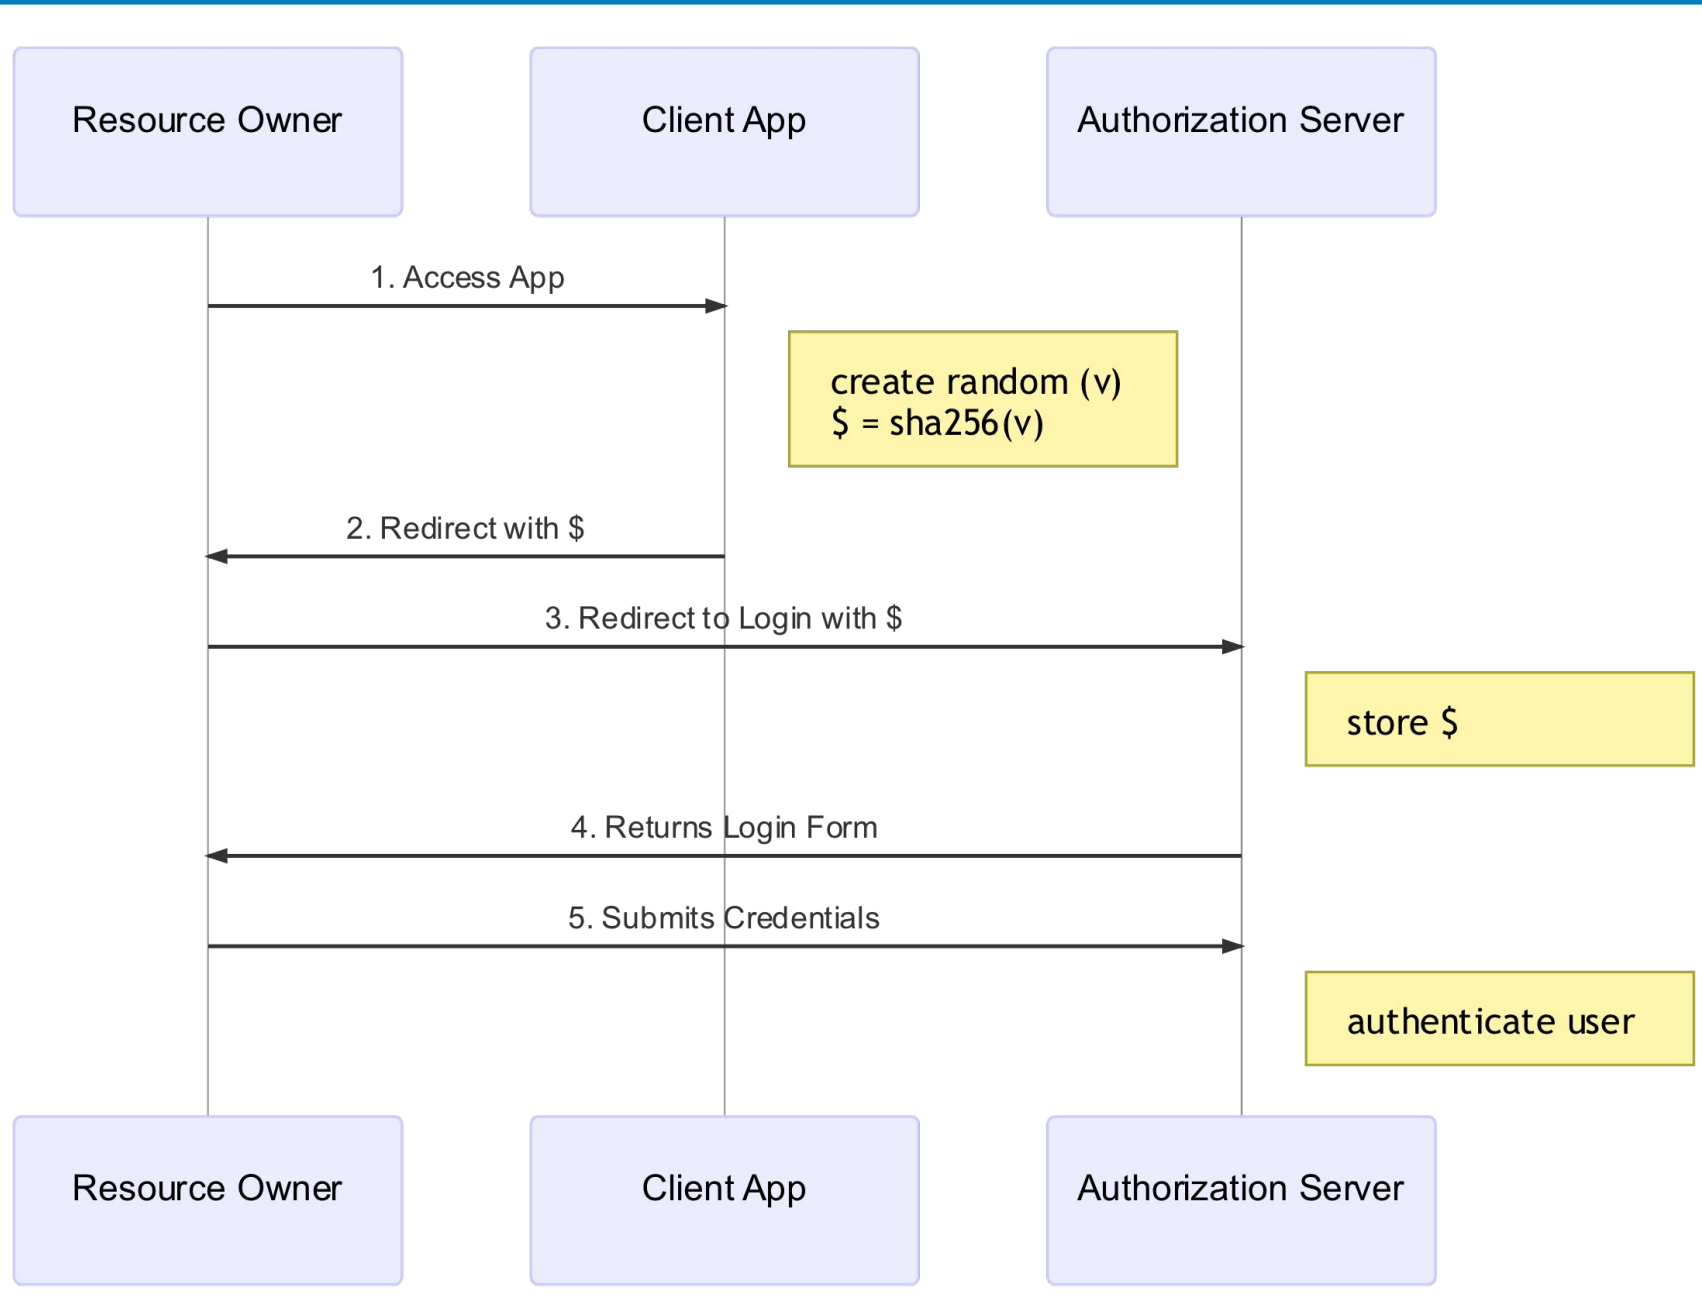 Resource Owner
Client App
Authorization Server
1. Access App
create random (v)
$ = sha256(v)
2. Redirect with $
3. Redirect to Login with $
store $
4. Returns Login Form
5. Submits Credentials
authenticate user
Resource Owner
Client App
Authorization Server